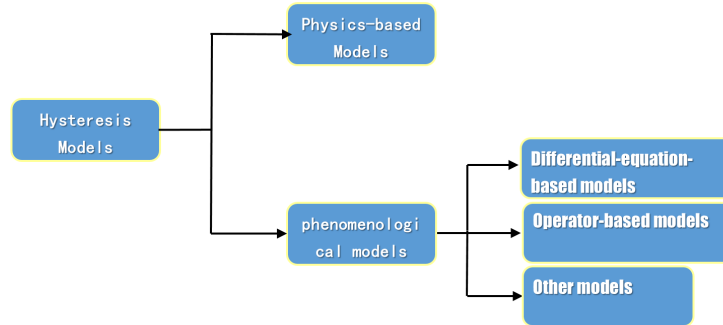 Physics-based
Models
Hysteresis
Models
Differential-equation-
based models
phenomenologi
cal models
Operator-based models
Other models